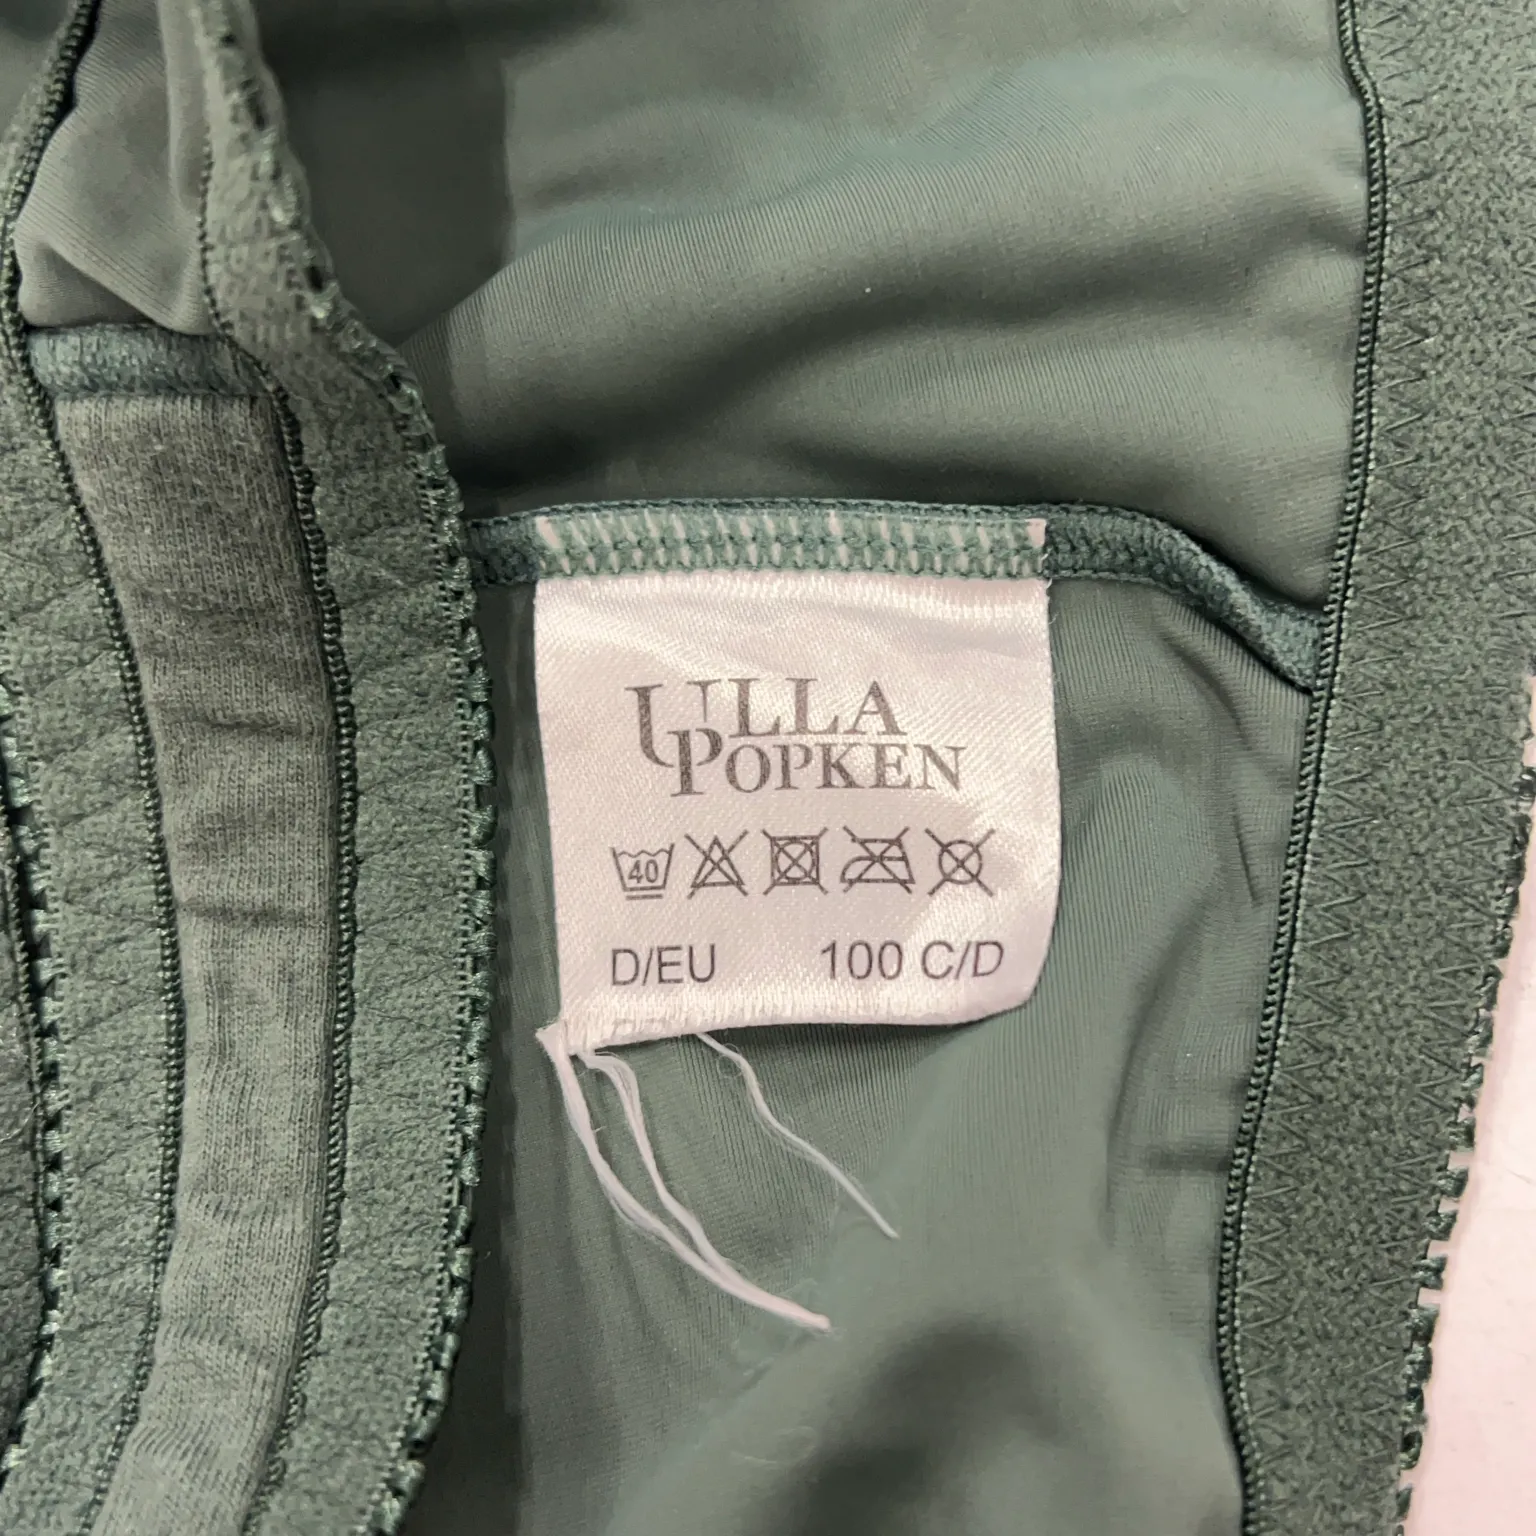 ULLA
POPKEN
40
D/EU 100 C/D